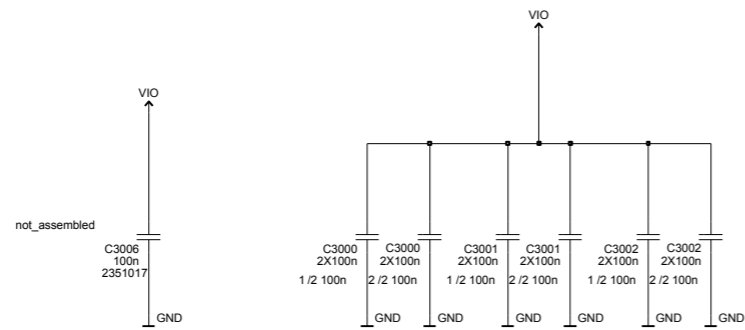 VIO
VIO
not_assembled
C3006
100n
2351017
C3000
2X100n
1 /2 100n
C3000
2X100n
2 /2 100n
C3001
2X100n
1 /2 100n
C3001
2X100n
2 /2 100n
C3002
2X100n
1 /2 100n
C3002
2X100n
2 /2 100n
GND
GND
GND
GND
GND
GND
GND